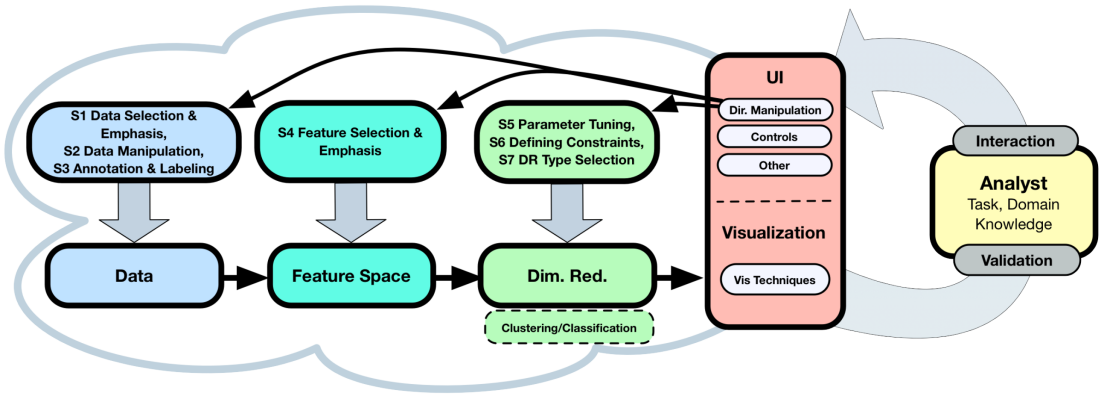 S1 Data Selection &
Emphasis,
S2 Data Manipulation,
S3 Annotation & Labeling
S4 Feature Selection &
Emphasis
S5 Parameter Tuning,
S6 Defining Constraints,
S7 DR Type Selection
UI
Dir. Manipulation
Controls
Other
Visualization
Vis Techniques
Interaction
Analyst
Task, Domain
Knowledge
Validation
Data
Feature Space
Dim. Red.
Clustering/Classification